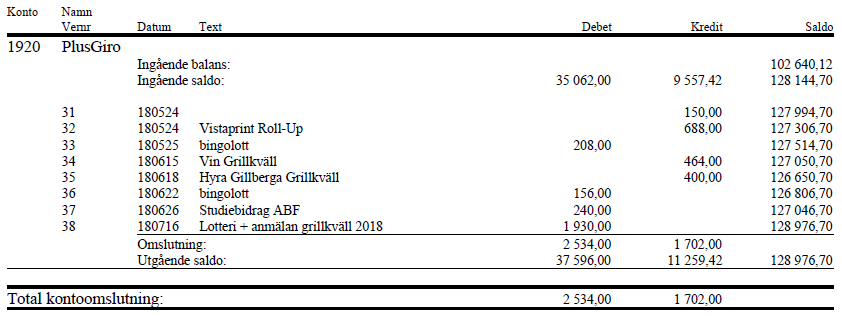 Konto Namn
Vernr Datum Text Debet Kredit Saldo
1920 PlusGiro
Ingående balans: 102 640,12
Ingående saldo: 35 062,00 9 557,42 128 144,70
31 180524 150,00 127 994,70
32 180524 Vistaprint Roll-Up 688,00 127 306,70
33 180525 bingolott 208,00 127 514,70
34 180615 Vin Grillkväll 464,00 127 050,70
35 180618 Hyra Gillberga Grillkväll 400,00 126 650,70
36 180622 bingolott 156,00 126 806,70
37 180626 Studiebidrag ABF 240,00 127 046,70
38 180716 Lotteri + anmälan grillkväll 2018 1 930,00 128 976,70
Omslutning: 2 534,00 1 702,00
Utgående saldo: 37 596,00 11 259,42 128 976,70
Total kontoomslutning: 2 534,00 1 702,00